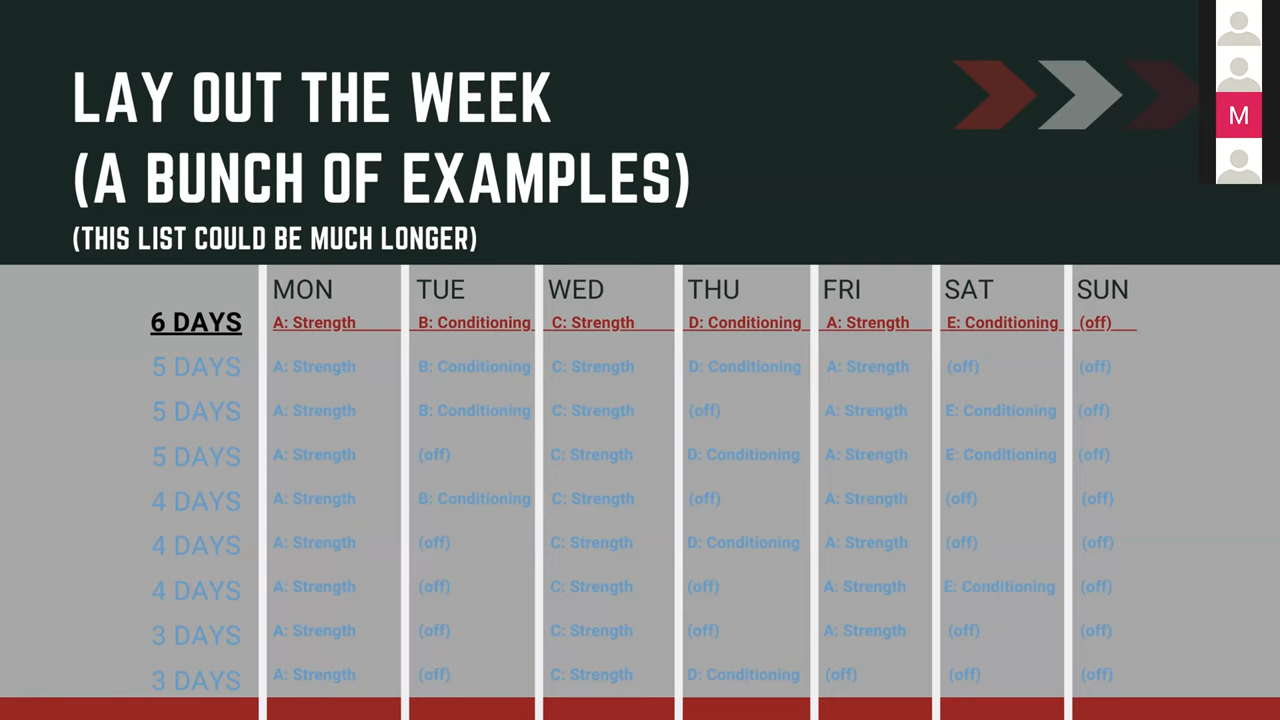 LAY OUT THE WEEK
(A BUNCH OF EXAMPLES)
(THIS LIST COULD BE MUCH LONGER)
M
MON TUE WED THU FRI SAT SUN
6 DAYS A: Strength B: Conditioning C: Strength D: Conditioning A: Strength E: Conditioning (off)
5 DAYS A: Strength B: Conditioning C: Strength D: Conditioning A: Strength (off) (off)
5 DAYS A: Strength B: Conditioning C: Strength (off) A: Strength E: Conditioning (off)
5 DAYS A: Strength (off) C: Strength D: Conditioning A: Strength E: Conditioning (off)
4 DAYS A: Strength B: Conditioning C: Strength (off) A: Strength (off) (off)
4 DAYS A: Strength (off) C: Strength D: Conditioning A: Strength (off) (off)
4 DAYS A: Strength (off) C: Strength (off) A: Strength E: Conditioning (off)
3 DAYS A: Strength (off) C: Strength (off) A: Strength (off) (off)
3 DAYS A: Strength (off) C: Strength D: Conditioning (off) (off) (off)